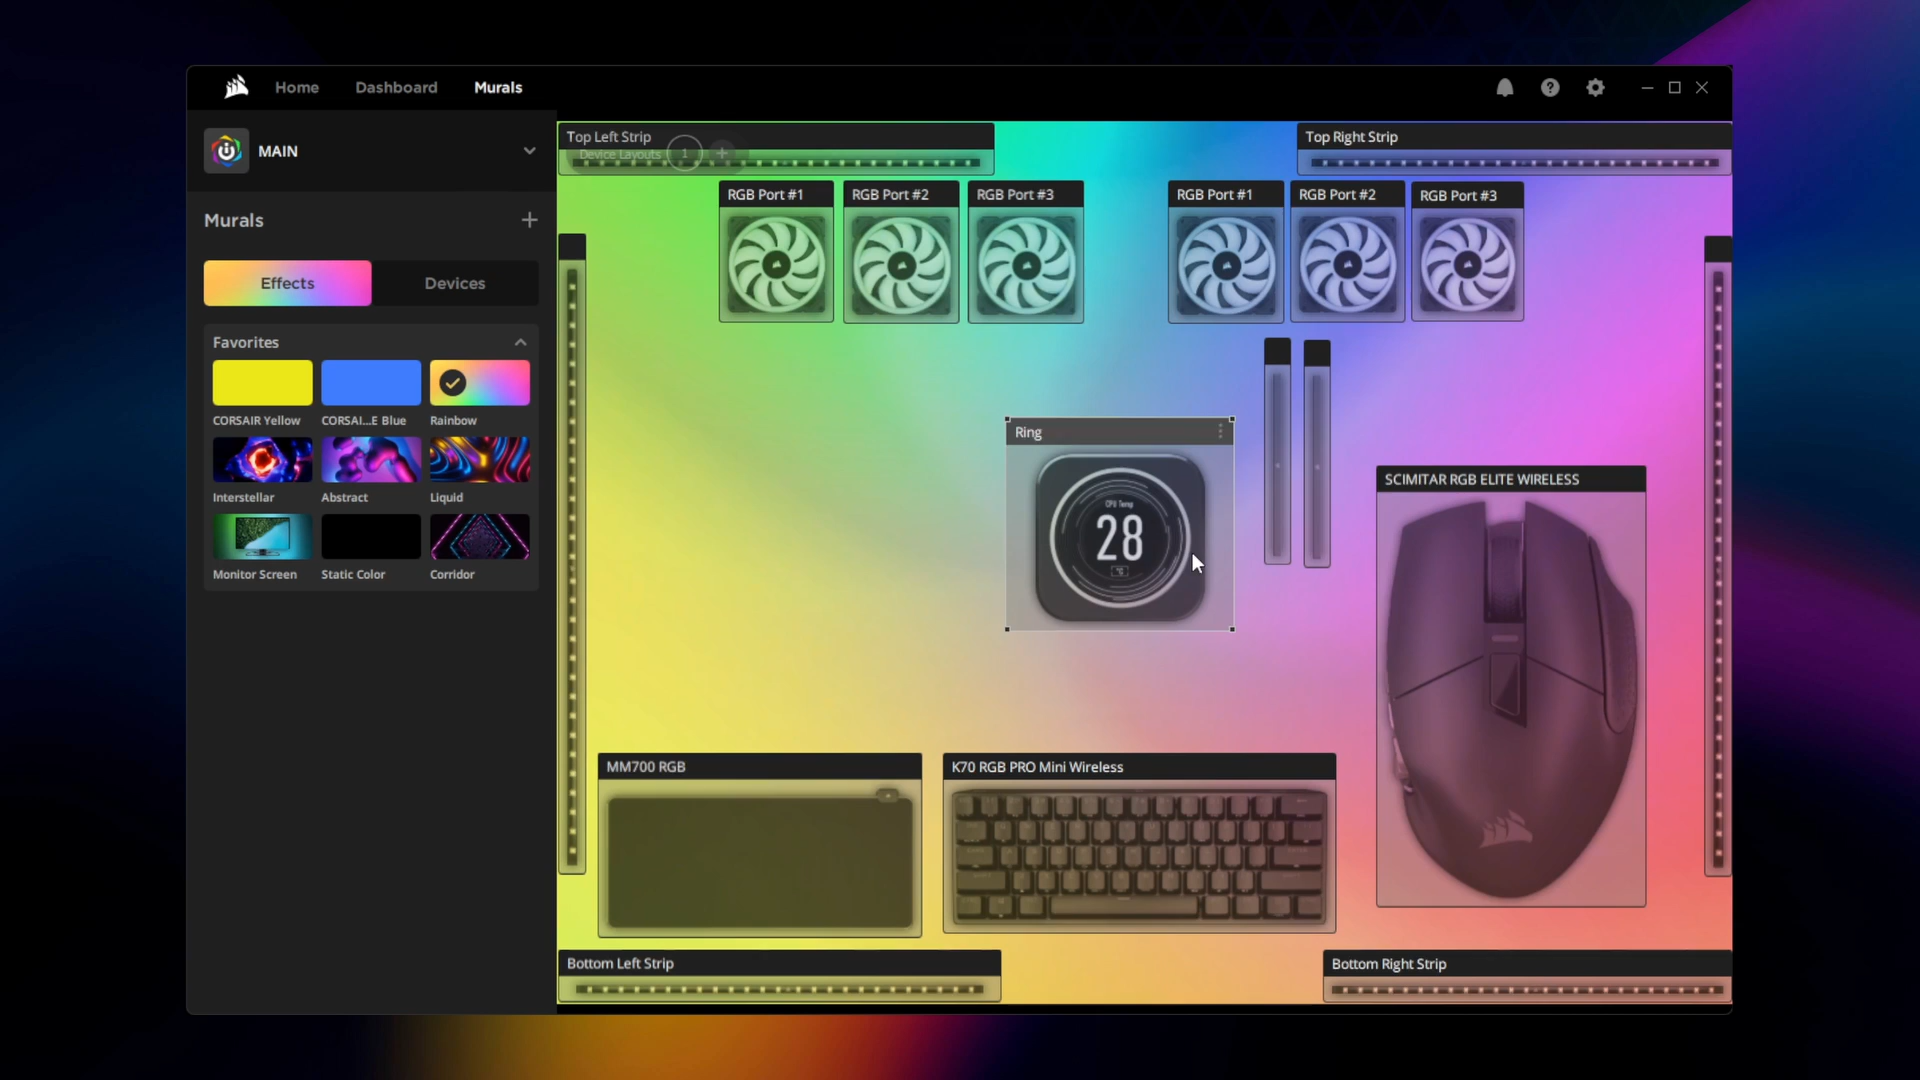 Home
Dashboard
Murals
MAIN
Murals
Effects
Devices
Favorites
CORSAIR Yellow
CORSAI...E Blue
Rainbow
Interstellar
Abstract
Liquid
Monitor Screen
Static Color
Corridor
Top Left Strip
Device Layouts
1
Top Right Strip
RGB Port #1
RGB Port #2
RGB Port #3
RGB Port #1
RGB Port #2
RGB Port #3
Ring
CPU Temp
28
°C
SCIMITAR RGB ELITE WIRELESS
MM700 RGB
K70 RGB PRO Mini Wireless
Bottom Left Strip
Bottom Right Strip